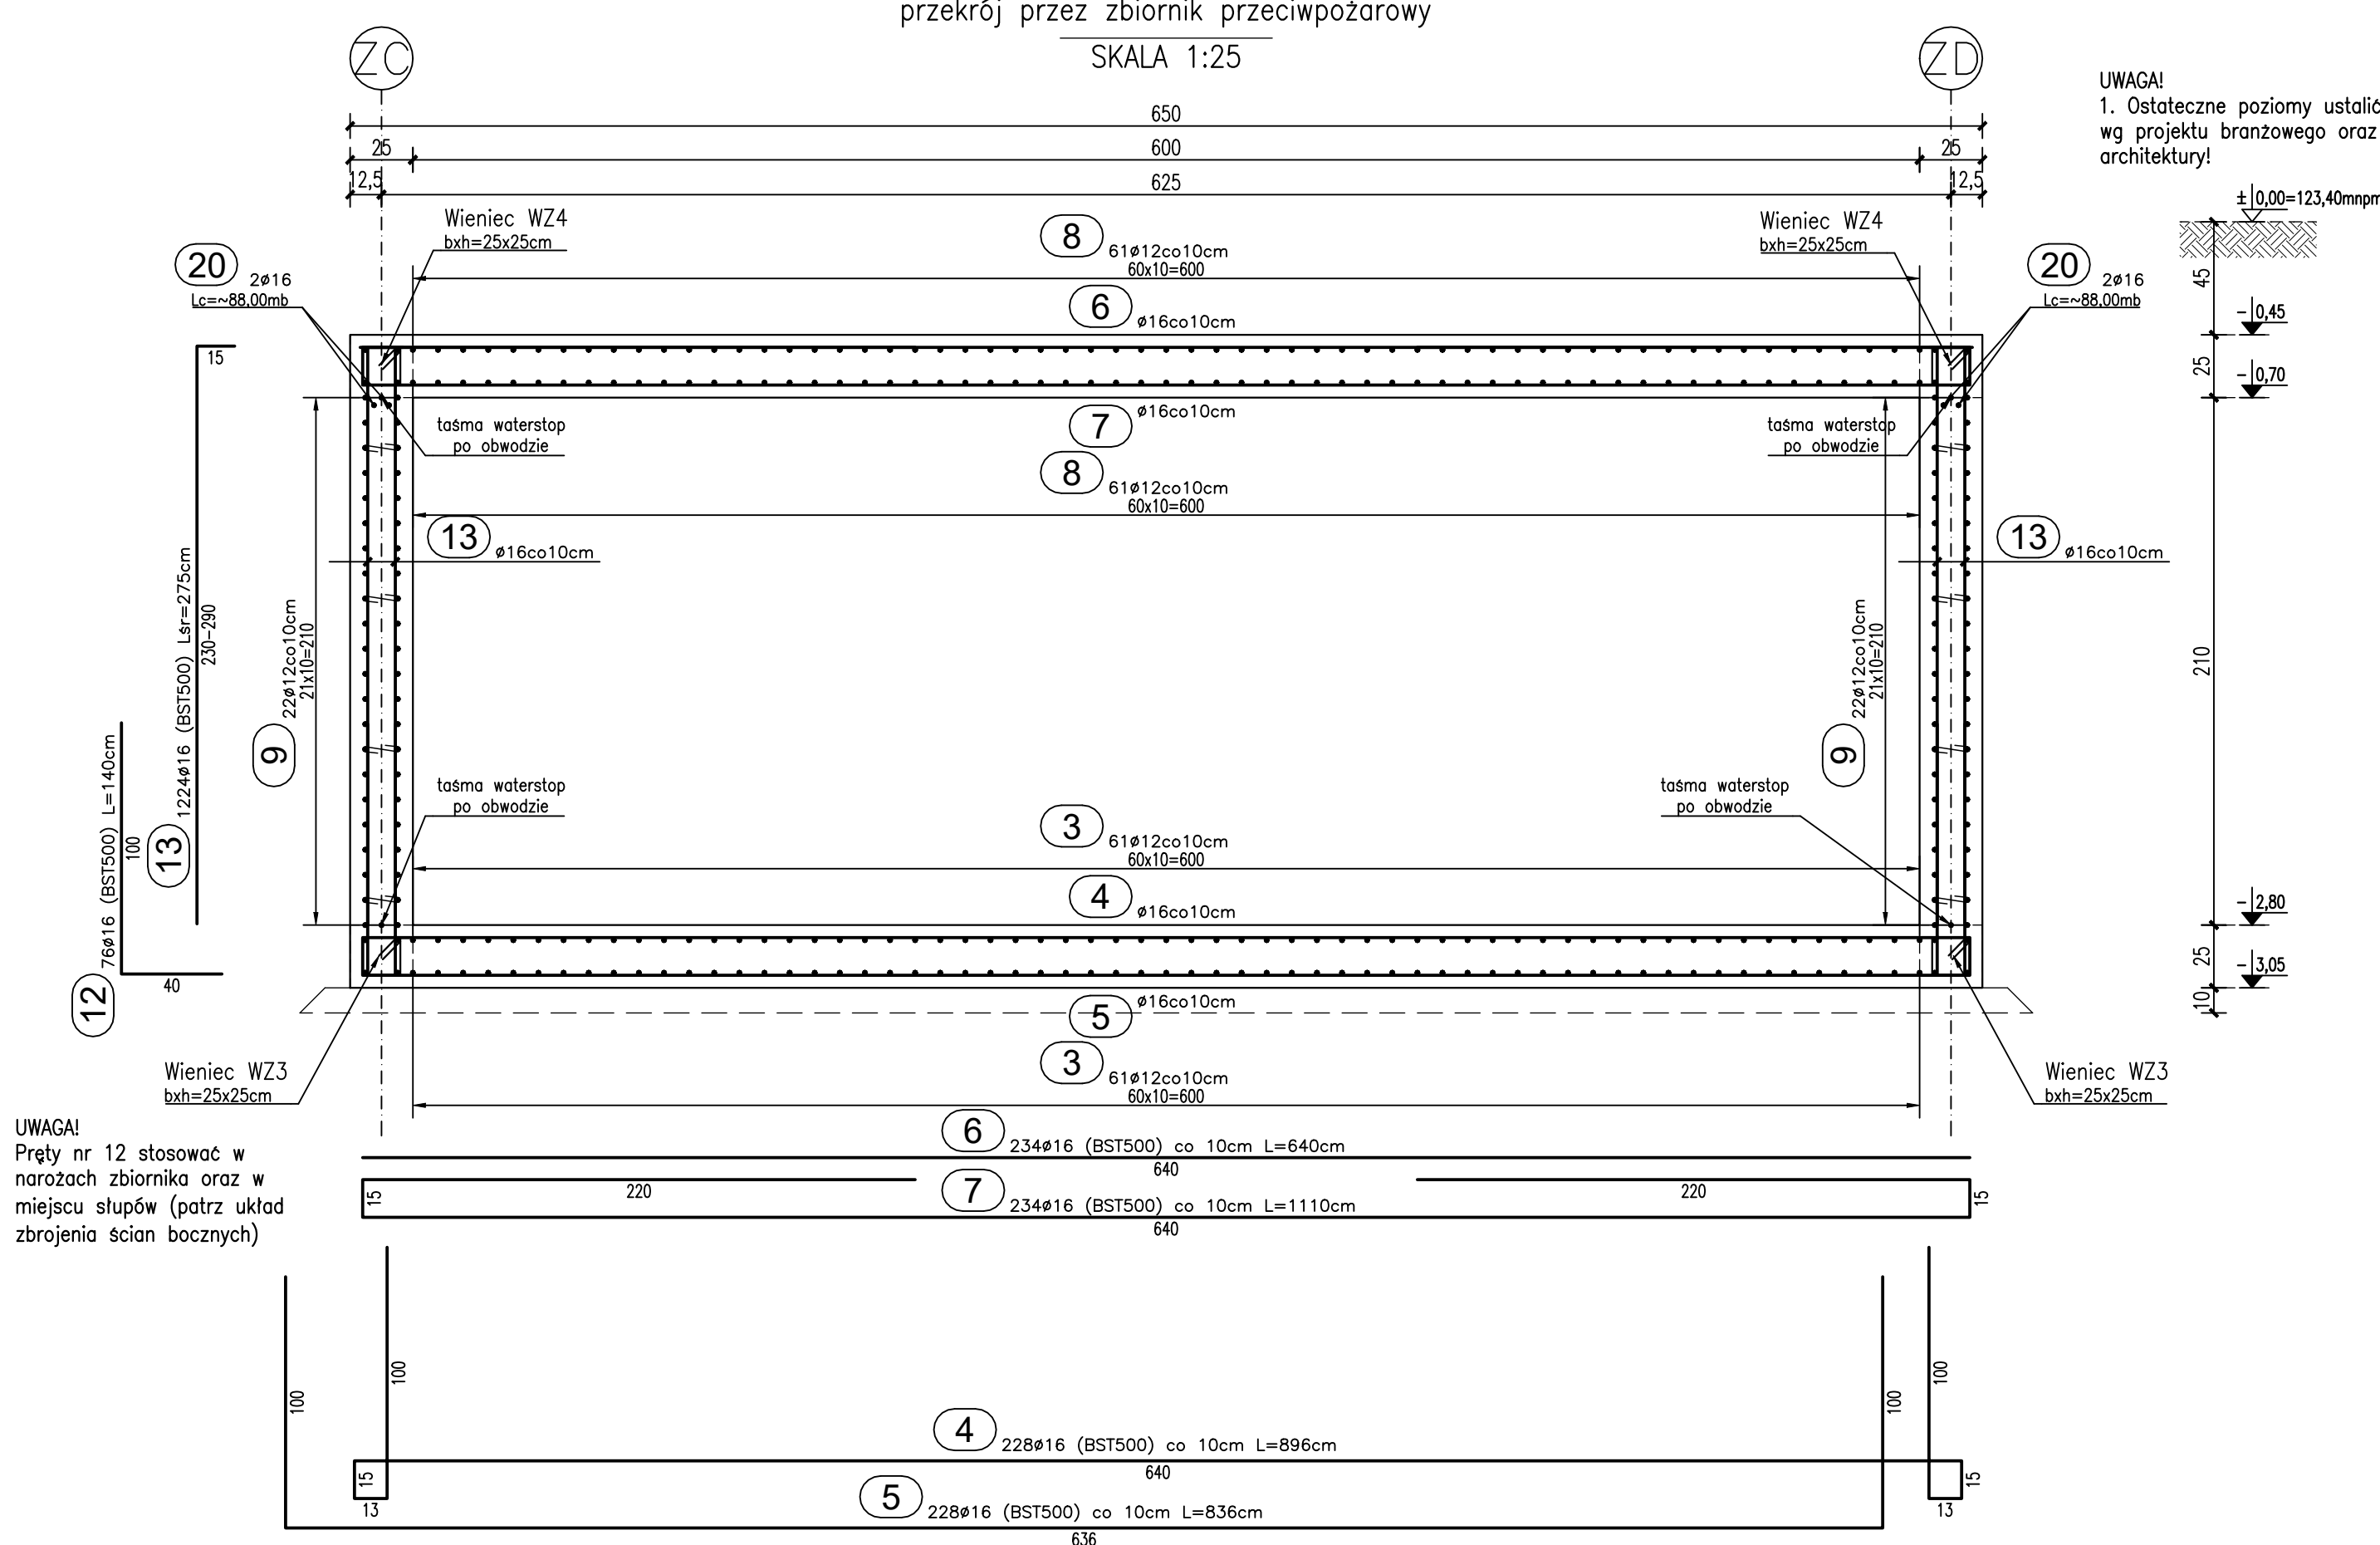 przekrój przez zbiornik przeciwpożarowy
SKALA 1:25
ZC
ZD
650
25
600
25
12,5
625
12,5
UWAGA!
1. Ostateczne poziomy ustalić
wg projektu branżowego oraz
architektury!
±0,00=123,40mnpm
Wieniec WZ4
bxh=25x25cm
Wieniec WZ4
bxh=25x25cm
8
61ø12co10cm
60x10=600
20
2ø16
Lc=~88,00mb
20
2ø16
Lc=~88,00mb
6
ø16co10cm
45
-0,45
25
-0,70
15
taśma waterstop
po obwodzie
7
ø16co10cm
taśma waterstop
po obwodzie
8
61ø12co10cm
60x10=600
13
ø16co10cm
13
ø16co10cm
13
1224ø16 (BST500) Lśr=275cm
230-290
9
22ø12co10cm
21x10=210
9
22ø12co10cm
21x10=210
210
12
76ø16 (BST500) L=140cm
100
40
taśma waterstop
po obwodzie
taśma waterstop
po obwodzie
3
61ø12co10cm
60x10=600
4
ø16co10cm
-2,80
25
-3,05
10
5
ø16co10cm
3
61ø12co10cm
60x10=600
Wieniec WZ3
bxh=25x25cm
Wieniec WZ3
bxh=25x25cm
UWAGA!
Pręty nr 12 stosować w
narożach zbiornika oraz w
miejscu słupów (patrz układ
zbrojenia ścian bocznych)
6
234ø16 (BST500) co 10cm L=640cm
640
15
220
7
234ø16 (BST500) co 10cm L=1110cm
220
15
640
100
100
100
100
4
228ø16 (BST500) co 10cm L=896cm
640
15
13
15
13
5
228ø16 (BST500) co 10cm L=836cm
636